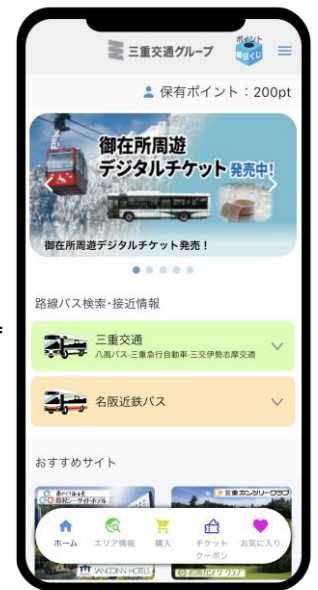 三重交通グループ
ポイント
毎日くじ
保有ポイント：200pt
御在所周遊
デジタルチケット発売中!
御在所周遊デジタルチケット発売！
路線バス検索･接近情報
三重交通
八風バス･三重急行自動車･三交伊勢志摩交通
名阪近鉄バス
おすすめサイト
三重カンツリークラブ
ホーム
エリア情報
購入
チケット
クーポン
お気に入り